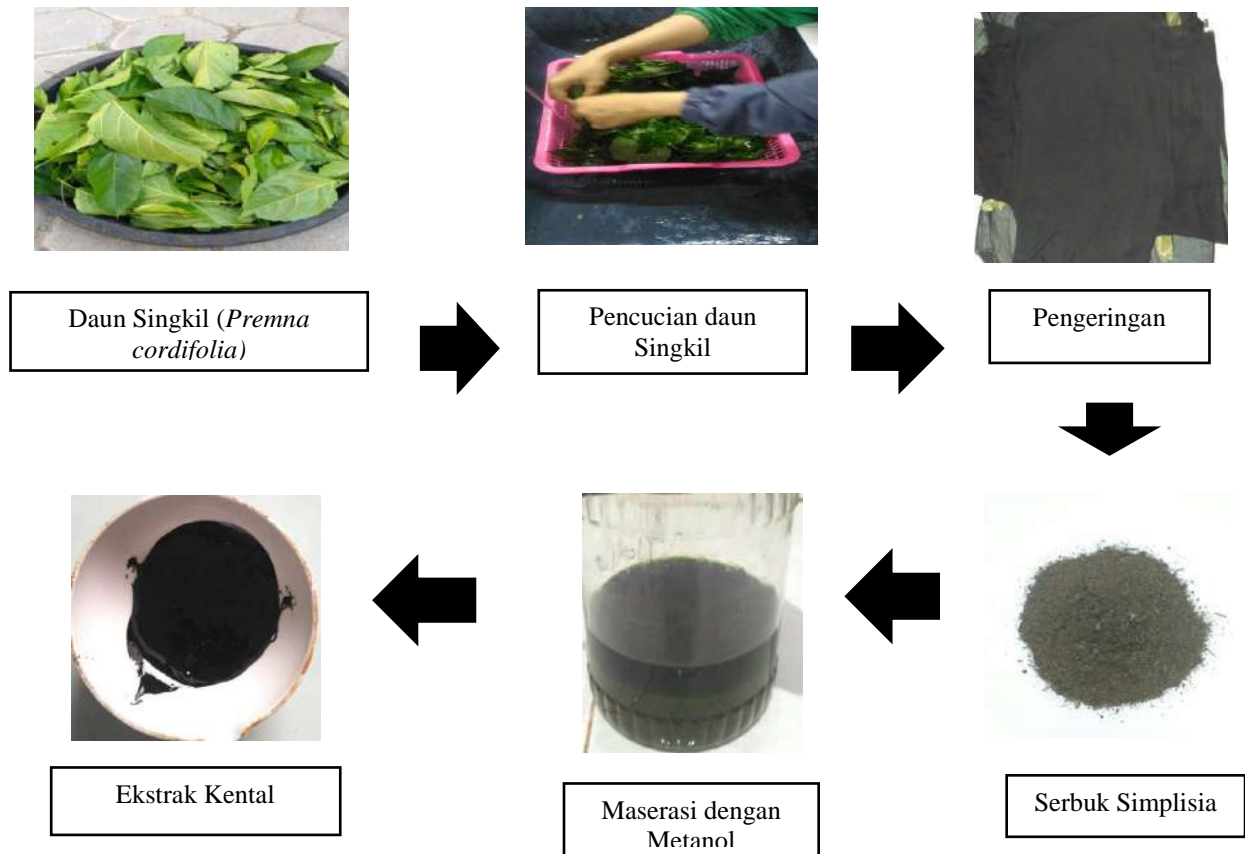 Daun Singkil (Premna
cordifolia)
Pencucian daun
Singkil
Pengeringan
Ekstrak Kental
Maserasi dengan
Metanol
Serbuk Simplisia